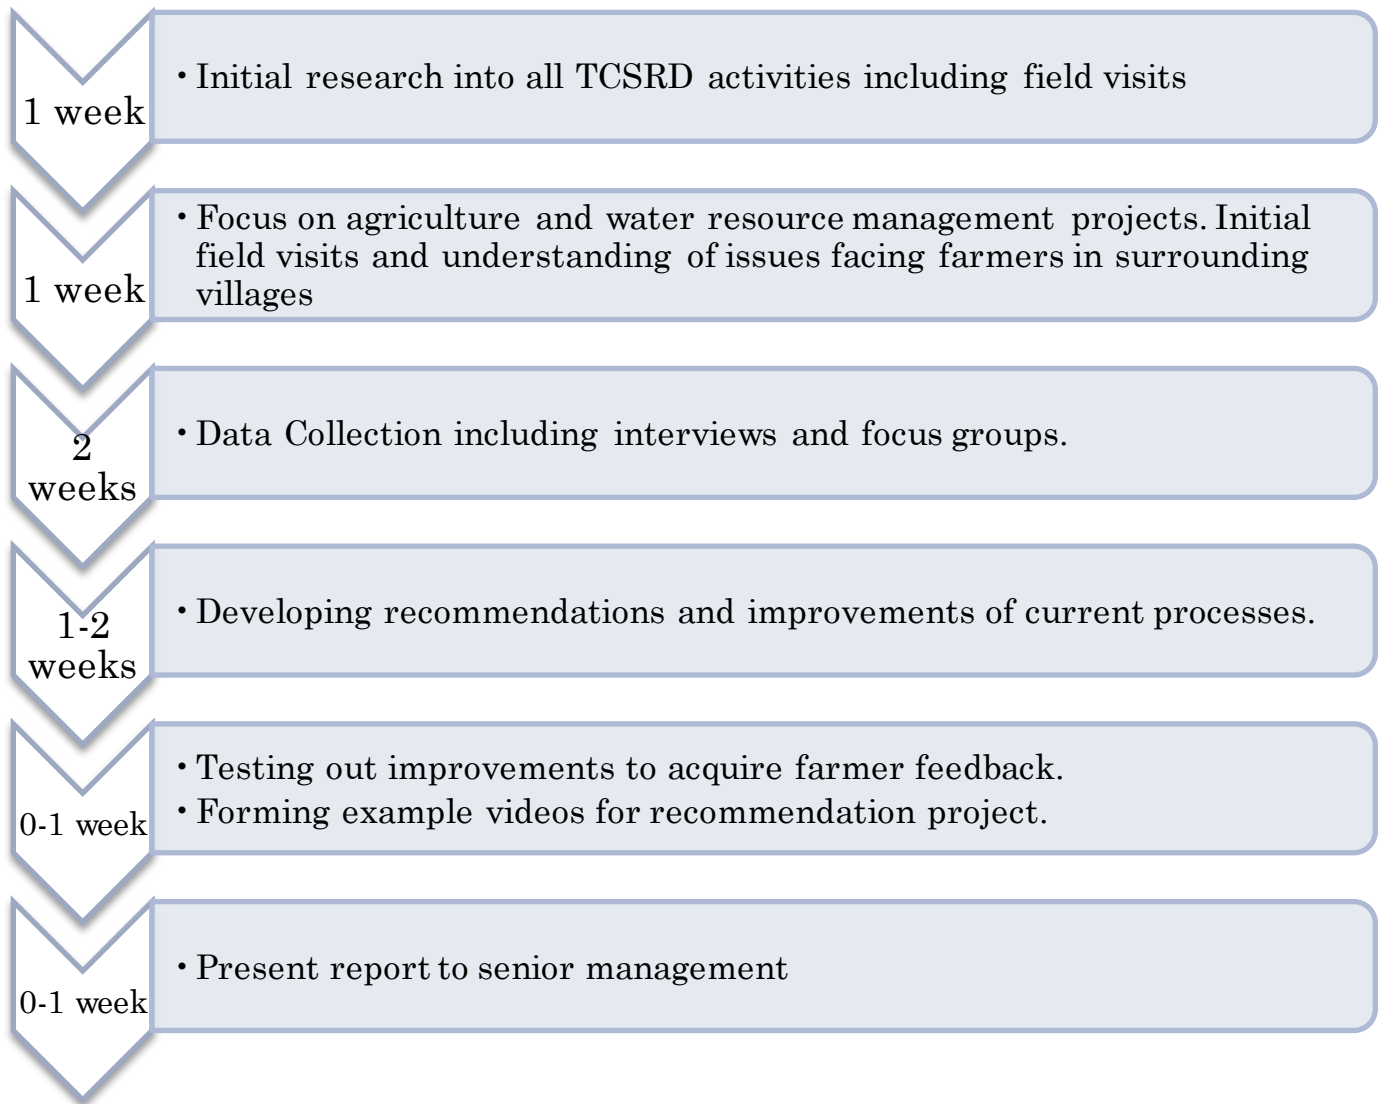 1 week
• Initial research into all TCSRD activities including field visits
1 week
• Focus on agriculture and water resource management projects. Initial
field visits and understanding of issues facing farmers in surrounding
villages
2
weeks
• Data Collection including interviews and focus groups.
1-2
weeks
• Developing recommendations and improvements of current processes.
0-1 week
• Testing out improvements to acquire farmer feedback.
• Forming example videos for recommendation project.
0-1 week
• Present report to senior management